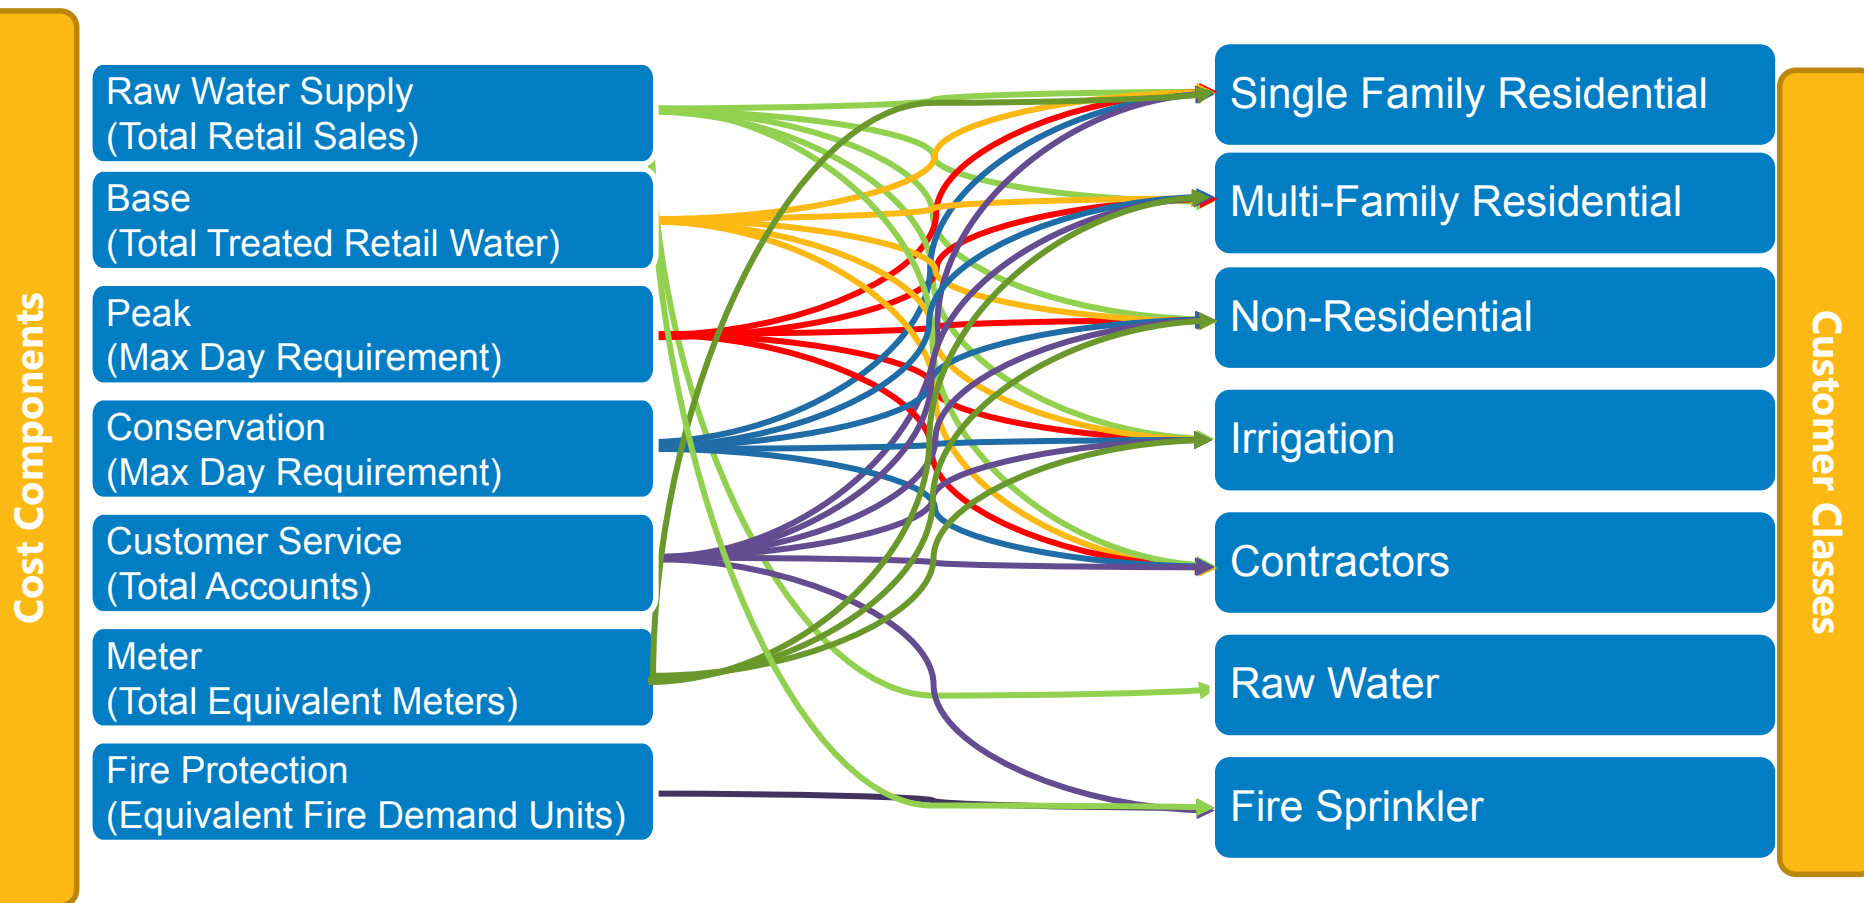 Cost Components
Raw Water Supply
(Total Retail Sales)
Base
(Total Treated Retail Water)
Peak
(Max Day Requirement)
Conservation
(Max Day Requirement)
Customer Service
(Total Accounts)
Meter
(Total Equivalent Meters)
Fire Protection
(Equivalent Fire Demand Units)
Single Family Residential
Multi-Family Residential
Non-Residential
Irrigation
Contractors
Raw Water
Fire Sprinkler
Customer Classes